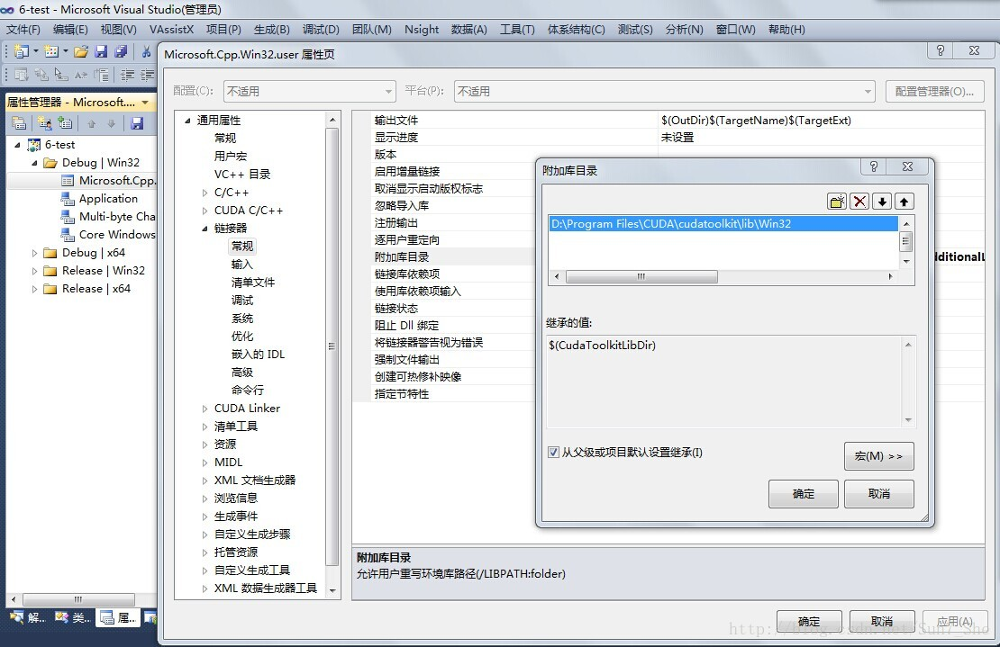 6-test - Microsoft Visual Studio(管理员)
文件(F) 编辑(E) 视图(V) VAssistX 项目(P) 生成(B) 调试(D) 团队(M) Nsight 数据(A) 工具(T) 体系结构(C) 测试(S) 分析(N) 窗口(W) 帮助(H)
Microsoft.Cpp.Win32.user 属性页
配置(C): 不适用 平台(P): 不适用 配置管理器(O)...
属性管理器 - Microsoft....
6-test
Debug | Win32
Microsoft.Cpp.
Application
Multi-byte Cha
Core Windows
Debug | x64
Release | Win32
Release | x64
解... 类... 属...
通用属性
常规
用户宏
VC++ 目录
C/C++
CUDA C/C++
链接器
常规
输入
清单文件
调试
系统
优化
嵌入的 IDL
高级
命令行
CUDA Linker
清单工具
资源
MIDL
XML 文档生成器
浏览信息
生成事件
自定义生成步骤
托管资源
自定义生成工具
XML 数据生成器工具
输出文件 $(OutDir)$(TargetName)$(TargetExt)
显示进度 未设置
版本
启用增量链接
取消显示启动版权标志
忽略导入库
注册输出
逐用户重定向
附加库目录 dditionalL
链接库依赖项
使用库依赖项输入
链接状态
阻止 Dll 绑定
将链接器警告视为错误
强制文件输出
创建可热修补映像
指定节特性
附加库目录
D:\Program Files\CUDA\cudatoolkit\lib\Win32
继承的值:
$(CudaToolkitLibDir)
从父级或项目默认设置继承(I)
宏(M) >>
确定 取消
附加库目录
允许用户重写环境库路径(/LIBPATH:folder)
确定 取消 应用(A)